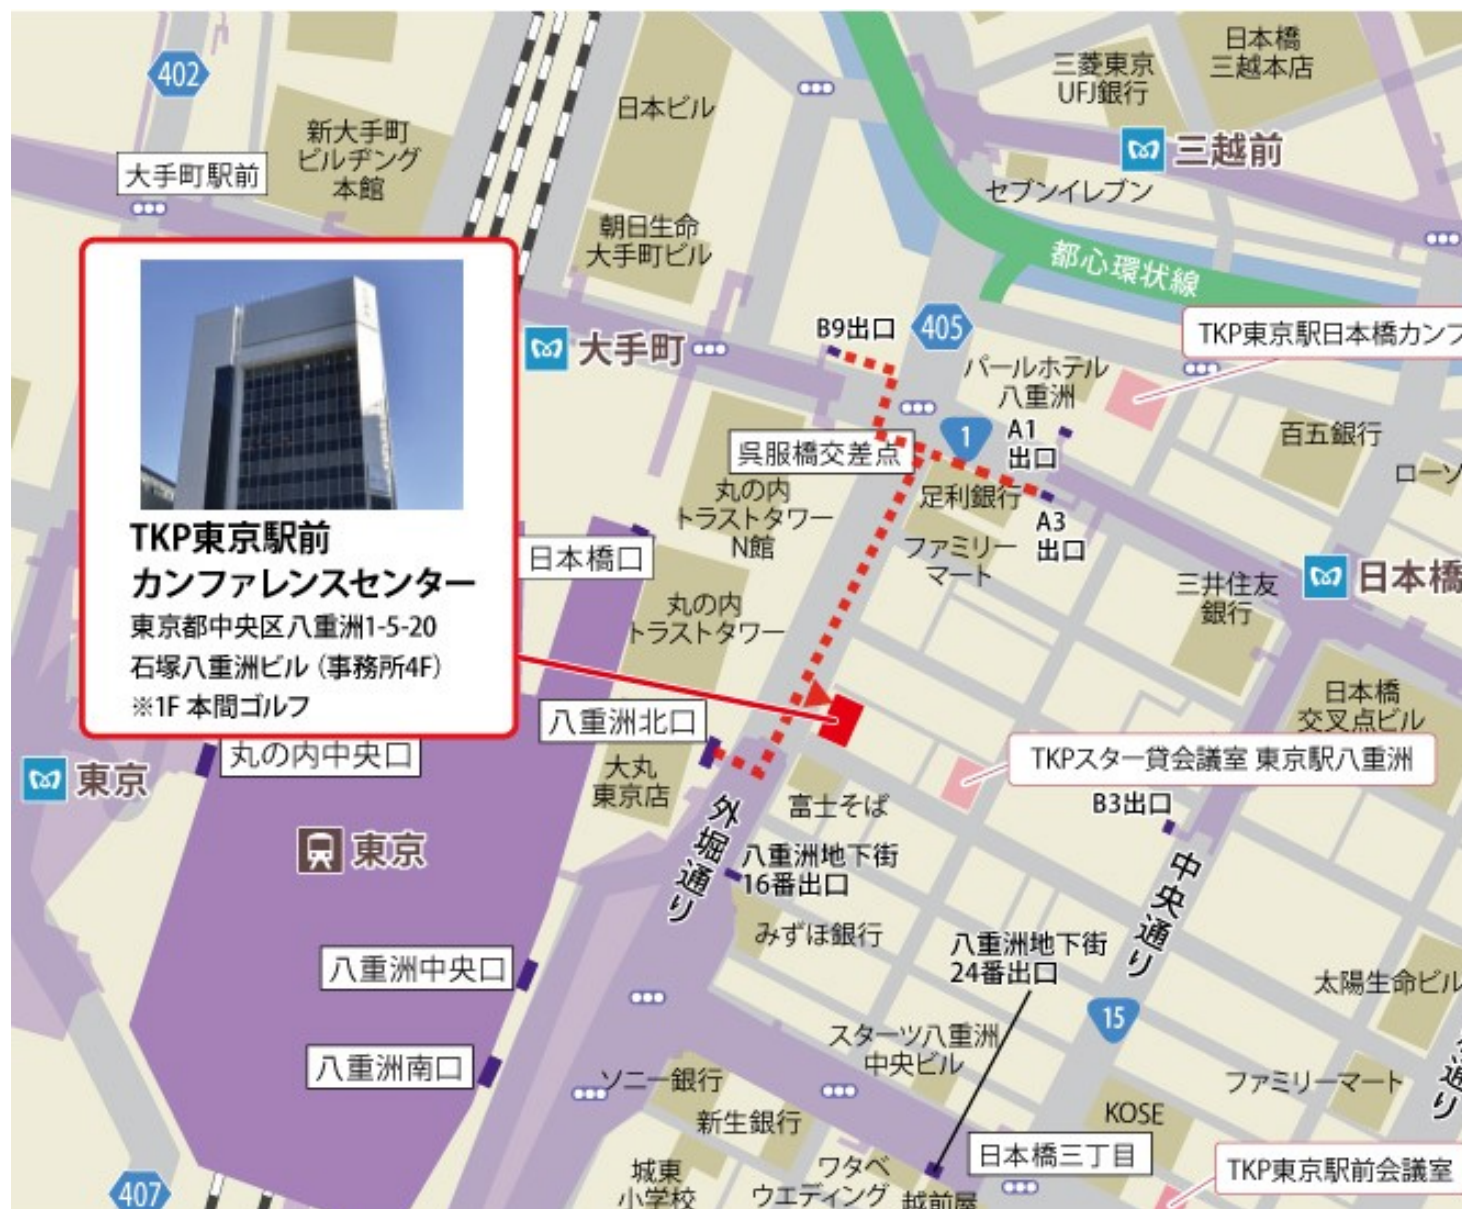 402
日本ビル
三菱東京
UFJ銀行
日本橋
三越本店
新大手町
ビルヂング
本館
大手町駅前
三越前
セブンイレブン
朝日生命
大手町ビル
都心環状線
B9出口
405
TKP東京駅日本橋カンフ
大手町
パールホテル
八重洲
1
A1
出口
百五銀行
呉服橋交差点
ローソ
丸の内
トラストタワー
N館
足利銀行
A3
出口
ファミリー
マート
TKP東京駅前
カンファレンスセンター
東京都中央区八重洲1-5-20
石塚八重洲ビル（事務所4F）
※1F 本間ゴルフ
日本橋口
丸の内
トラストタワー
三井住友
銀行
日本橋
日本橋
交叉点ビル
八重洲北口
丸の内中央口
東京
大丸
東京店
TKPスター貸会議室 東京駅八重洲
富士そば
B3出口
東京
外堀通り
八重洲地下街
16番出口
中央通り
みずほ銀行
八重洲地下街
24番出口
八重洲中央口
太陽生命ビル
15
スターツ八重洲
中央ビル
八重洲南口
ソニー銀行
ファミリーマート
通り
新生銀行
KOSE
日本橋三丁目
城東
小学校
ワタベ
ウエディング
越前屋
TKP東京駅前会議室
407